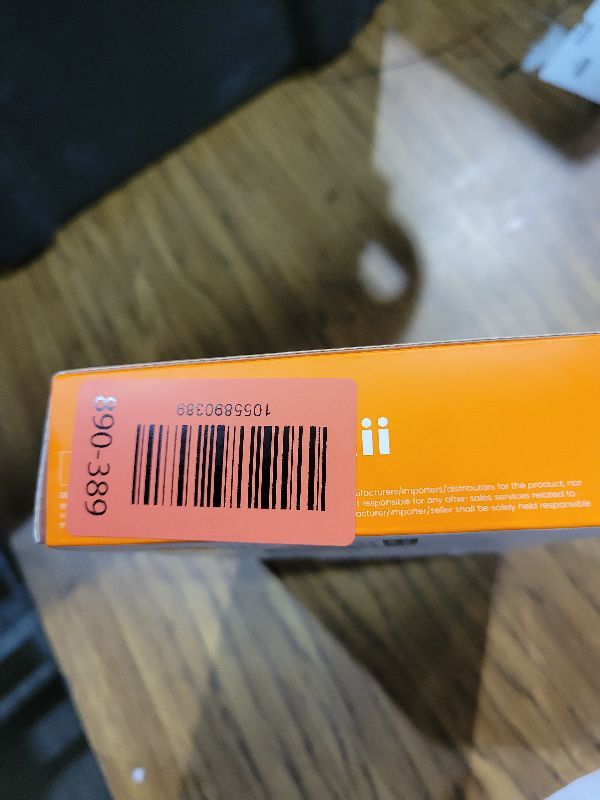 890-389
1055890389
ii
ufacturers/importers/distributors for the product, nor
t responsible for any after-sales services related to
acturer/importer/seller shall be solely held responsible